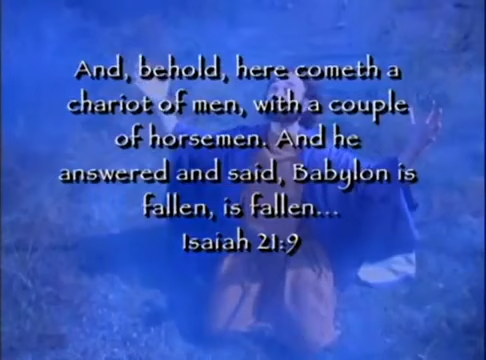 And, behold, here cometh a
chariot of men, with a couple
of horsemen. And he
answered and said, Babylon is
fallen, is fallen...
Isaiah 21:9